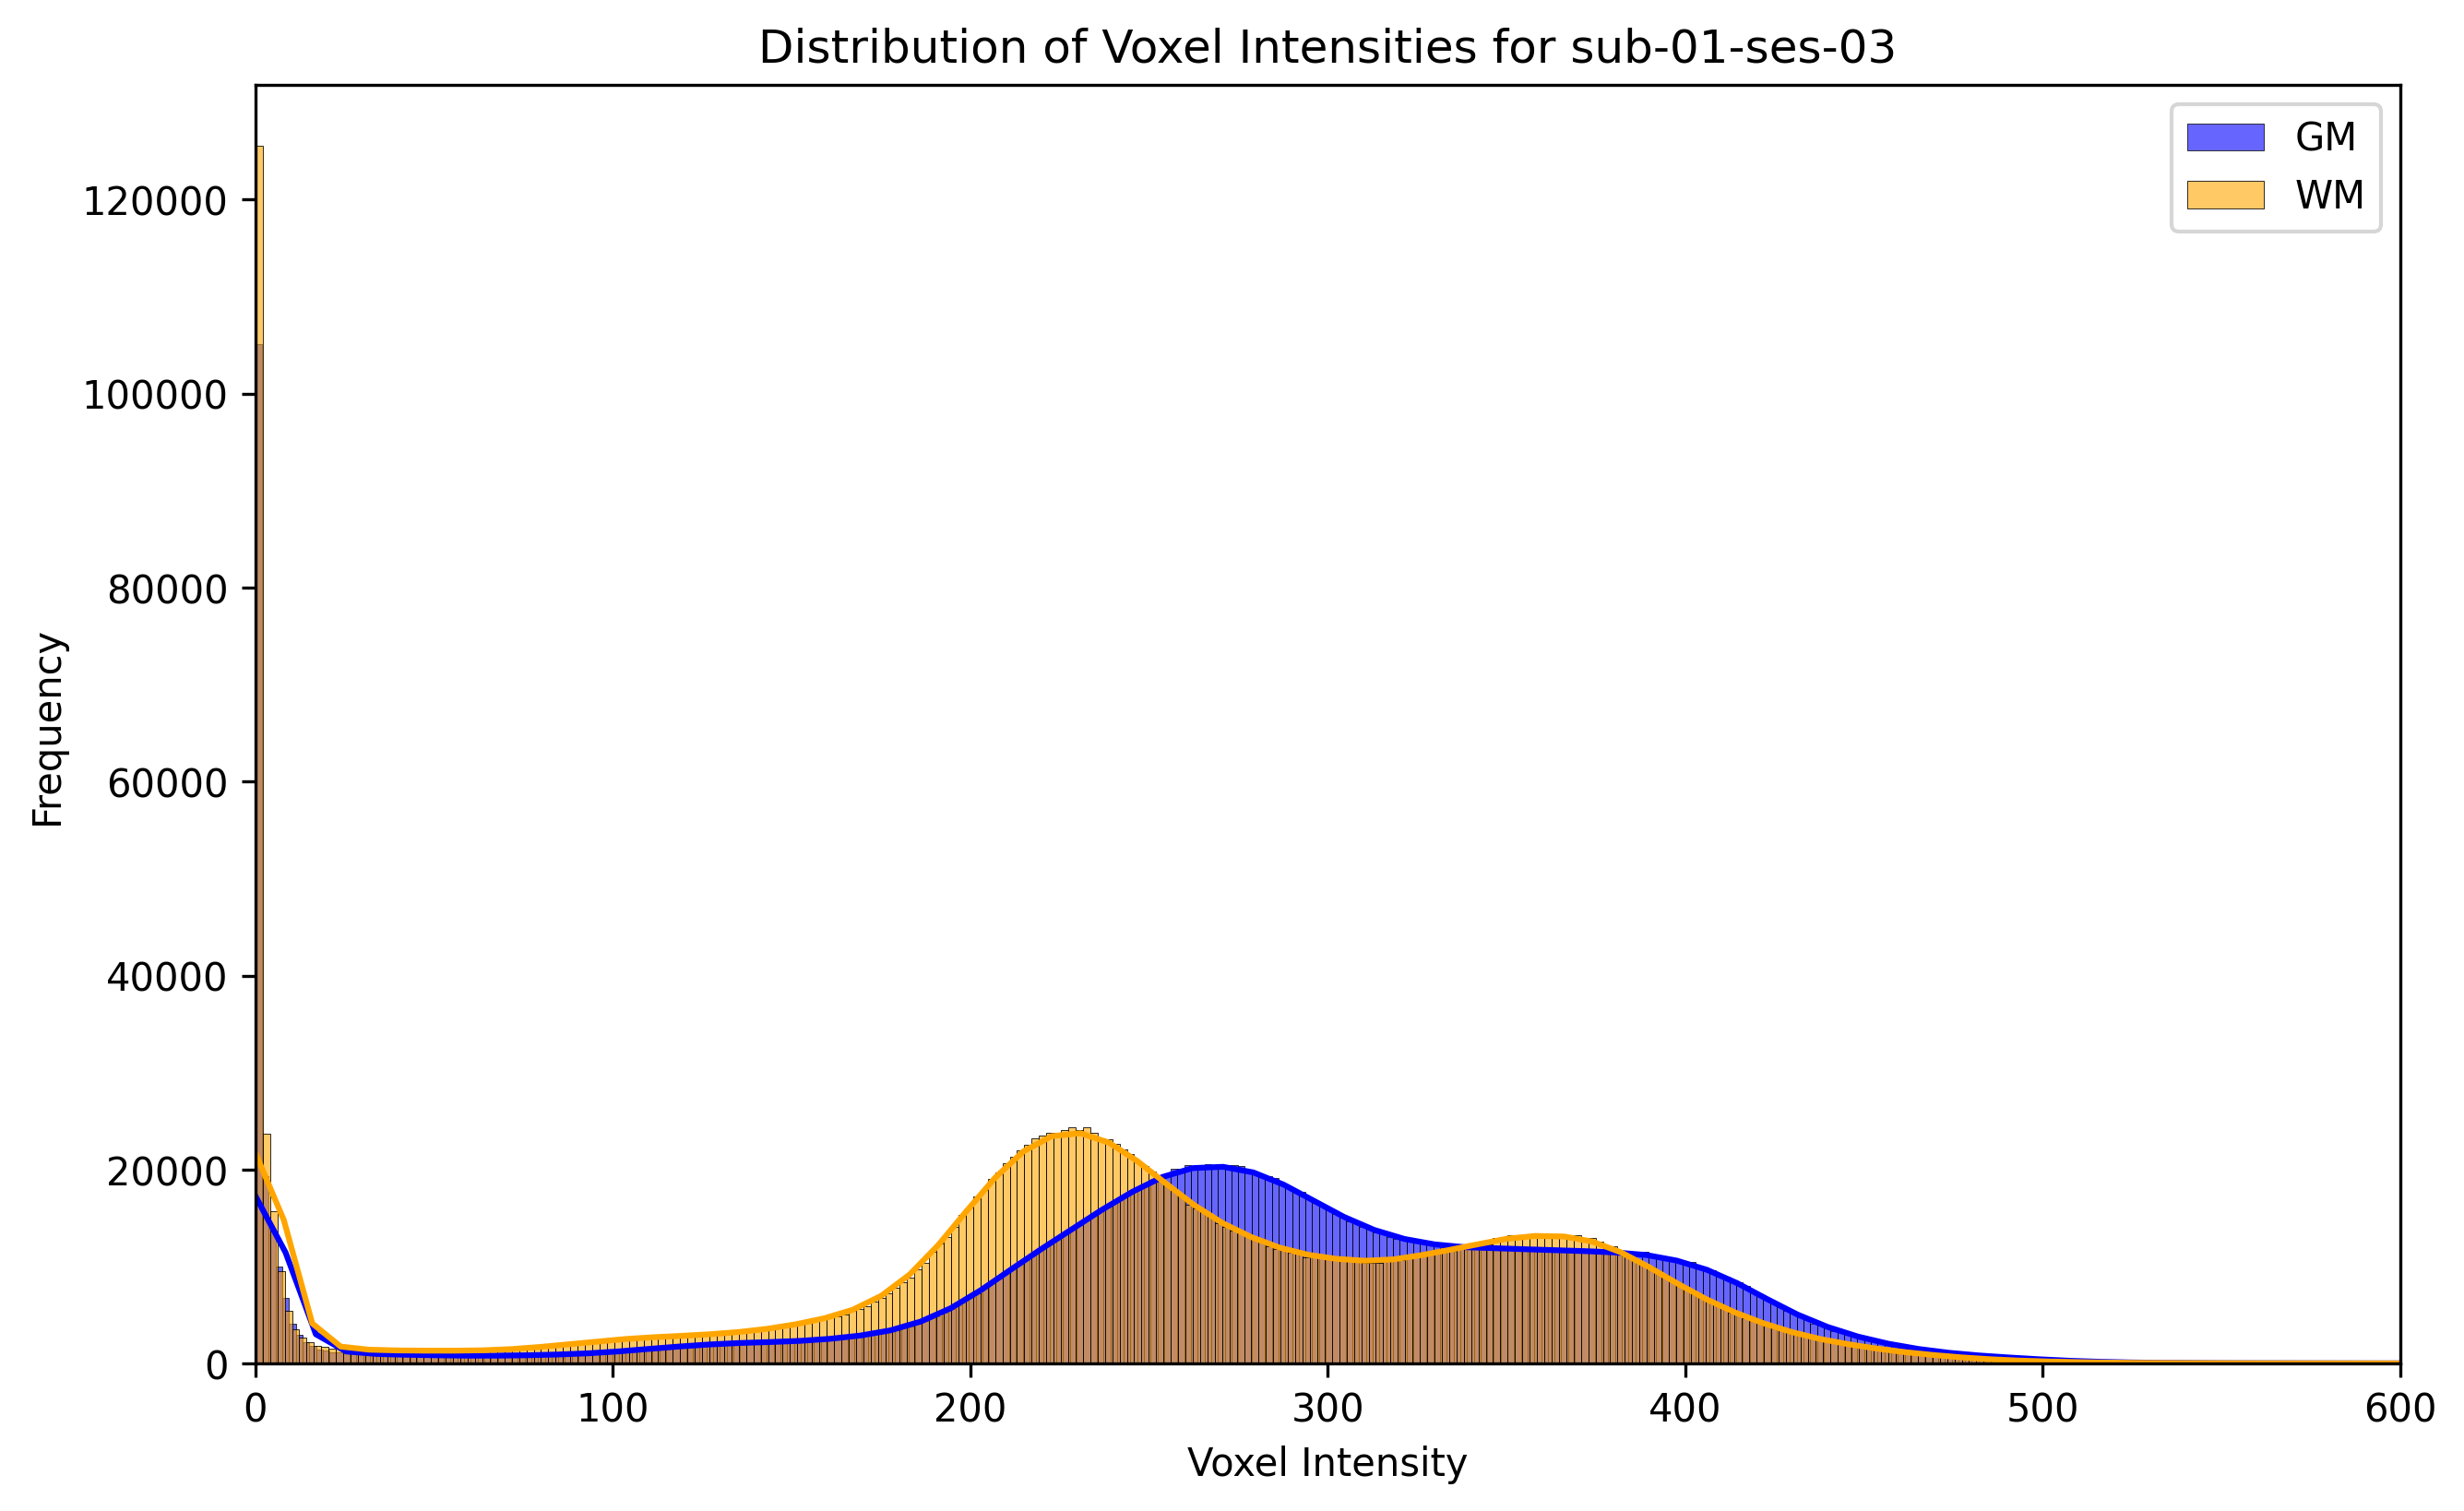 Distribution of Voxel Intensities for sub-01-ses-03
GM
WM
120000
100000
80000
60000
40000
20000
0
Frequency
0 100 200 300 400 500 600
Voxel Intensity